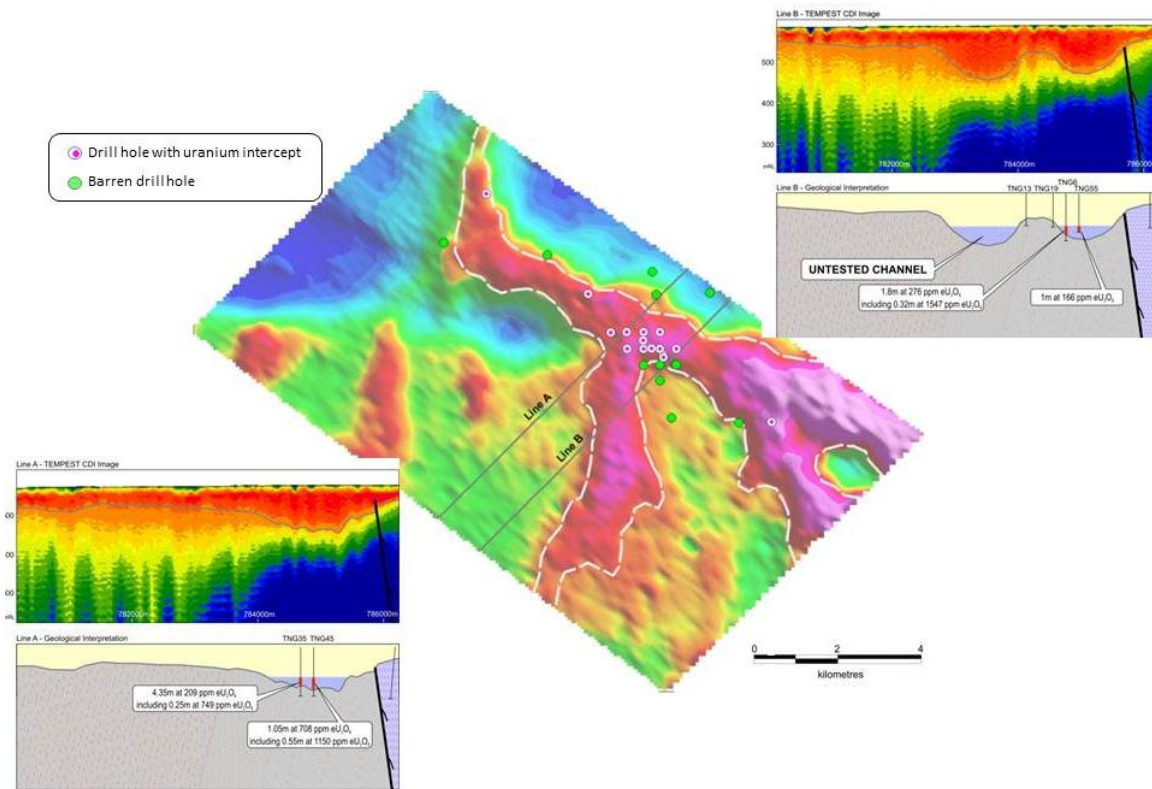 Line B - TEMPEST CDI Image
500
400
300
mRL
782000m
784000m
786000m
Line B - Geological Interpretation
TNG6
TNG13 TNG19 TNG55
UNTESTED CHANNEL
1.8m at 276 ppm eU₃O₈
including 0.32m at 1547 ppm eU₃O₈
1m at 166 ppm eU₃O₈
Drill hole with uranium intercept
Barren drill hole
Line A
Line B
Line A - TEMPEST CDI Image
782000m
784000m
786000m
Line A - Geological Interpretation
TNG35 TNG45
4.35m at 209 ppm eU₃O₈
including 0.25m at 749 ppm eU₃O₈
1.05m at 708 ppm eU₃O₈
including 0.55m at 1150 ppm eU₃O₈
0 2 4
kilometres